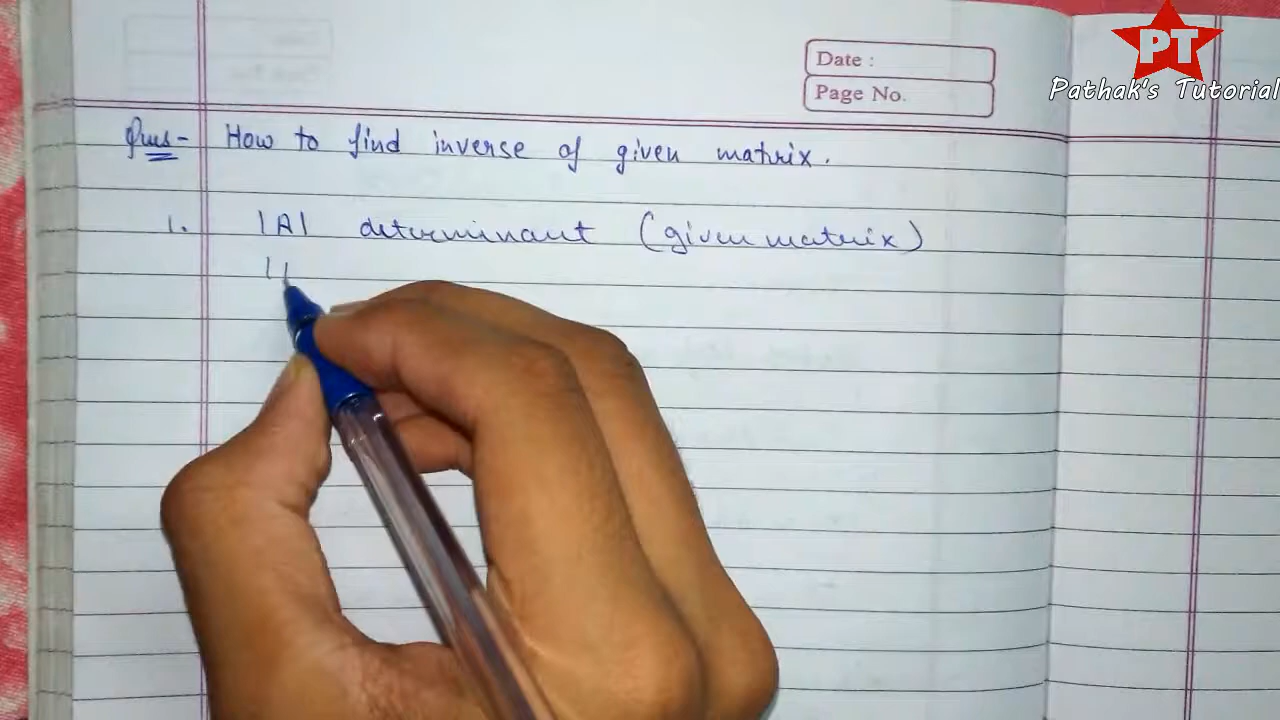 PT
Pathak's Tutorial
Date :
Page No.
Ques- How to find inverse of given matrix.
1. |A| determinant (given matrix)